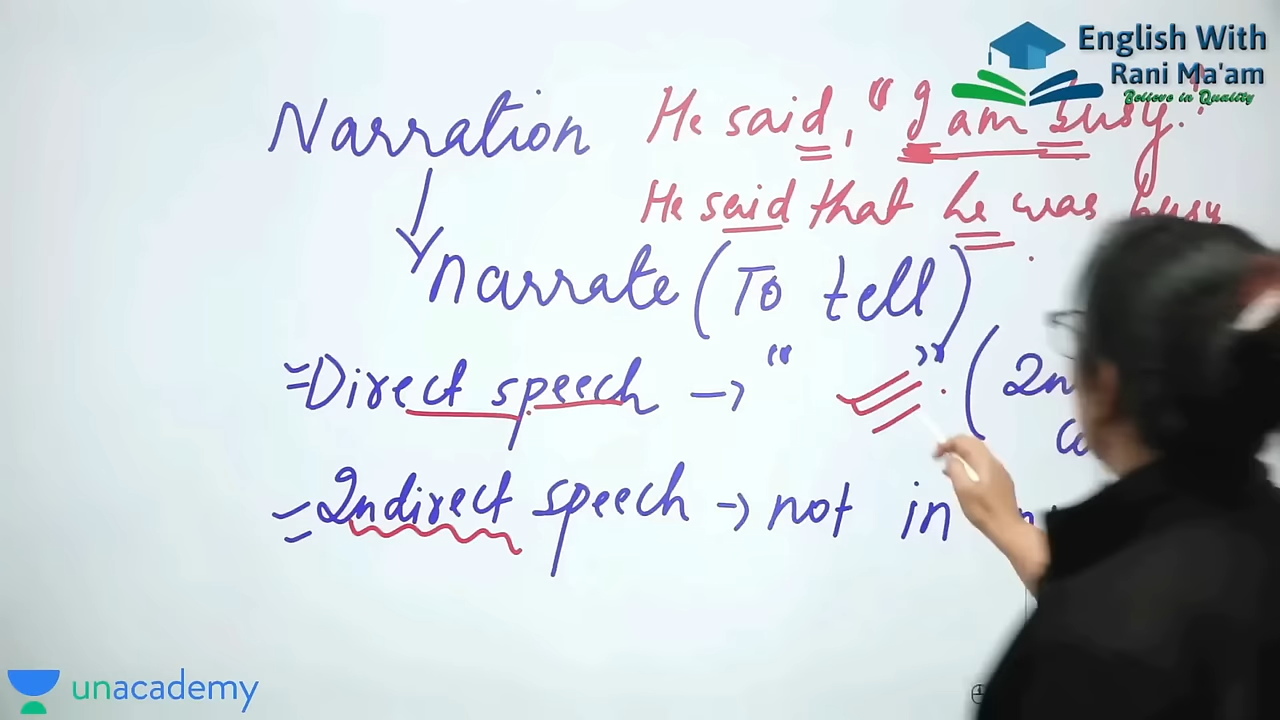 English With
Rani Ma'am
Believe in Quality
Narration He said, "I am busy."
He said that he was busy
Narrate (To tell)
Direct speech → " ". (
Indirect speech → not in
unacademy